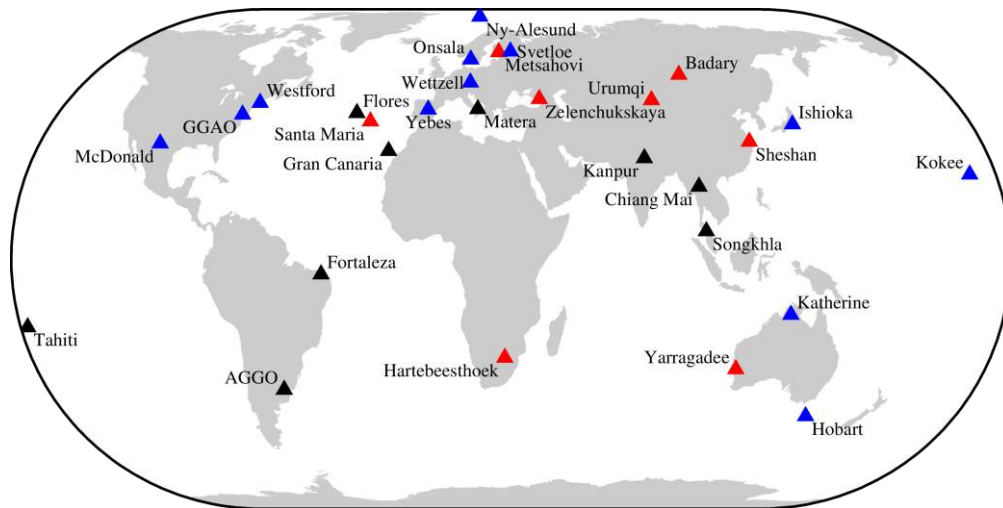 Ny-Alesund
Onsala
Svetloe
Metsahovi
Badary
Wettzell
Urumqi
Westford
Flores
Zelenchukskaya
Ishioka
GGAO
Santa Maria
Yebes
Matera
McDonald
Gran Canaria
Sheshan
Kanpur
Kokee
Chiang Mai
Songkhla
Fortaleza
Katherine
Tahiti
Yarragadee
Hartebeesthoek
AGGO
Hobart